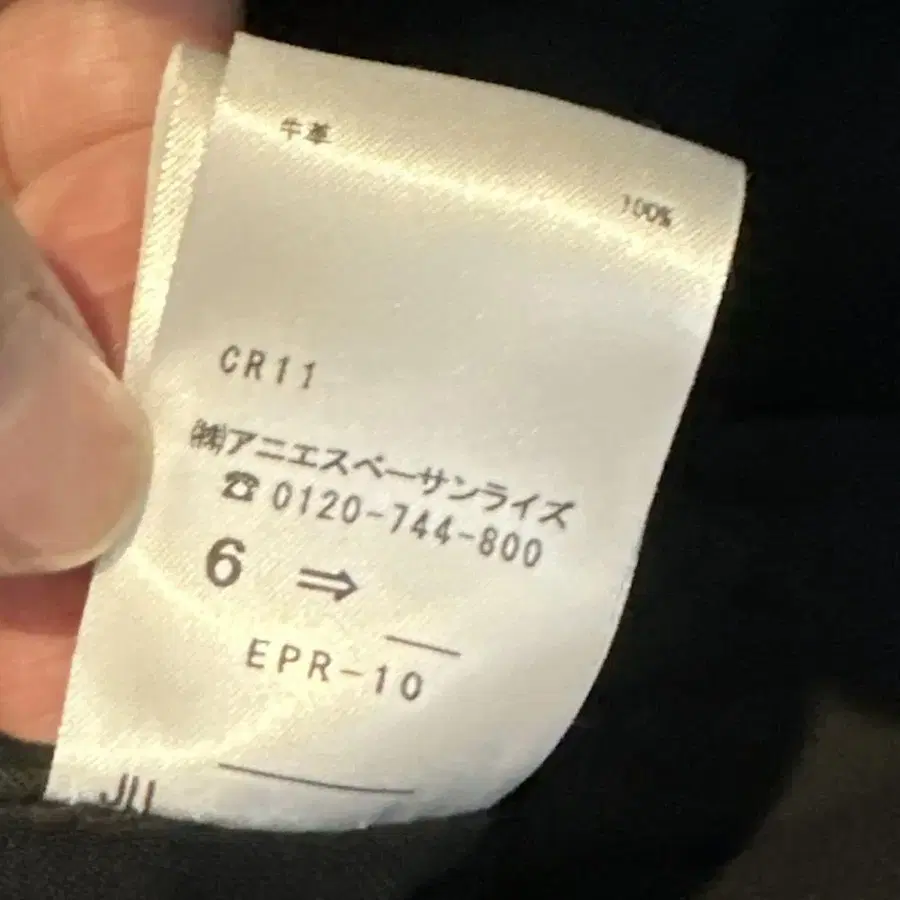 牛革 100%
CR11
㈱アニエスベーサンライズ
☎ 0120-744-800
6 ⇒
EPR-10